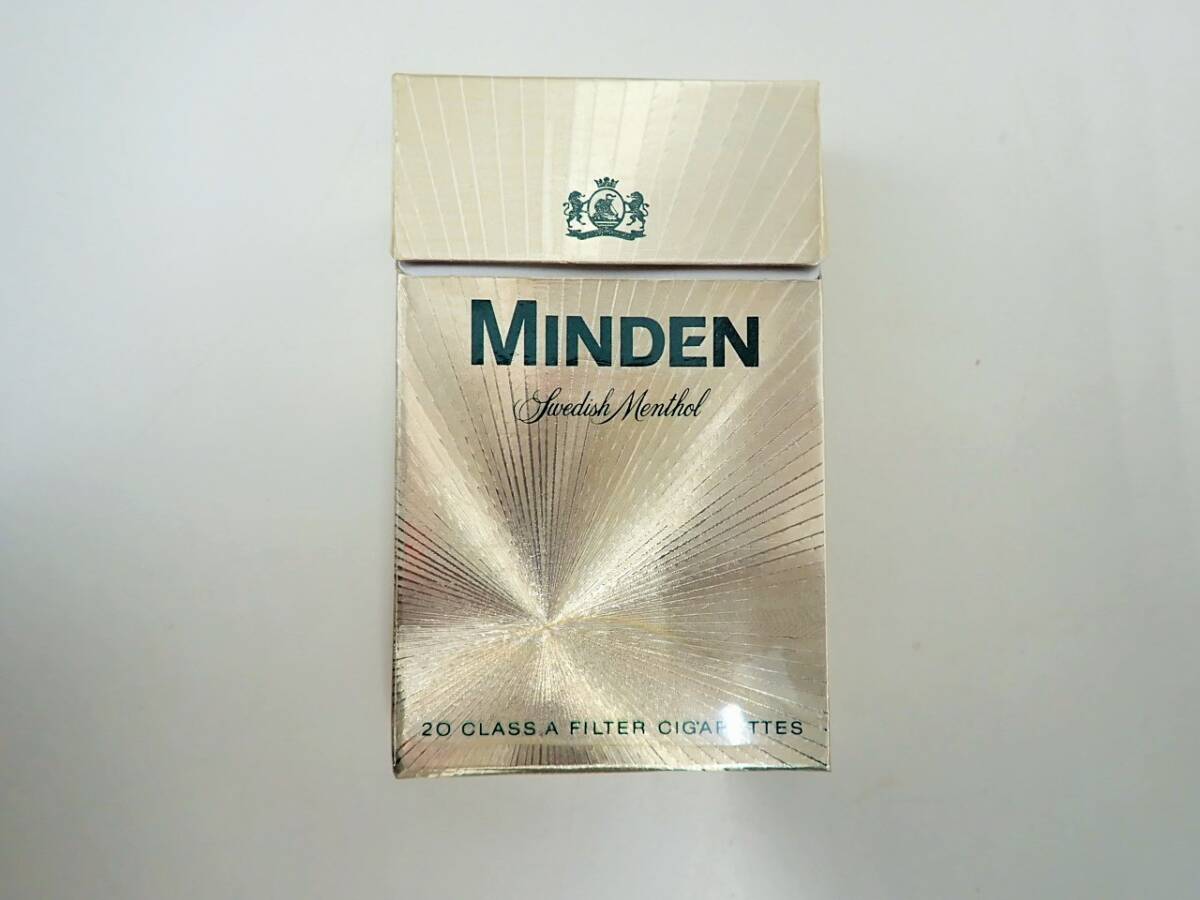 MINDEN
Swedish Menthol
20 CLASS A FILTER CIGARETTES